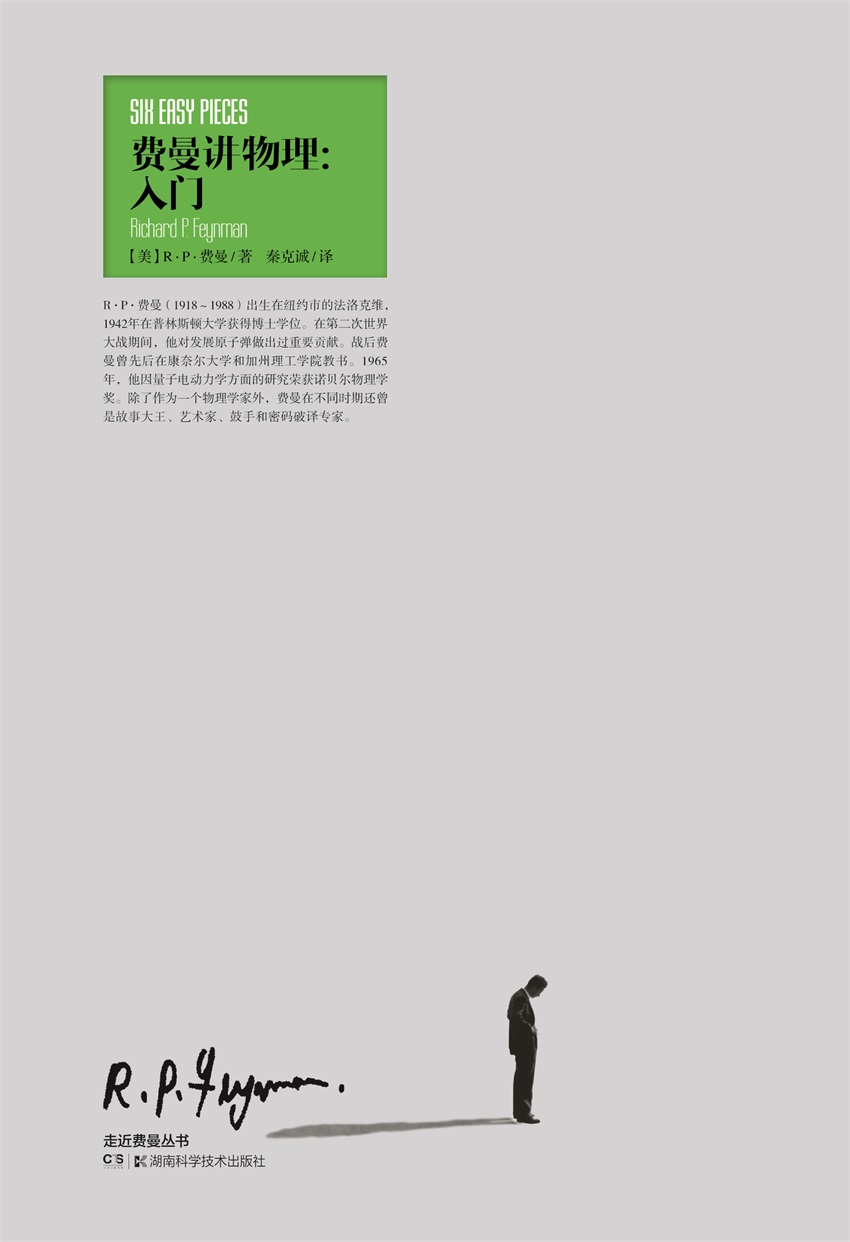 SIX EASY PIECES
费曼讲物理:
入门
Richard P. Feynman
【美】R·P·费曼/著 秦克诚/译
R·P·费曼（1918～1988）出生在纽约市的法洛克维，
1942年在普林斯顿大学获得博士学位。在第二次世界
大战期间，他对发展原子弹做出过重要贡献。战后费
曼曾先后在康奈尔大学和加州理工学院教书。1965
年，他因量子电动力学方面的研究荣获诺贝尔物理学
奖。除了作为一个物理学家外，费曼在不同时期还曾
是故事大王、艺术家、鼓手和密码破译专家。
R. P. Feynman.
走近费曼丛书
湖南科学技术出版社